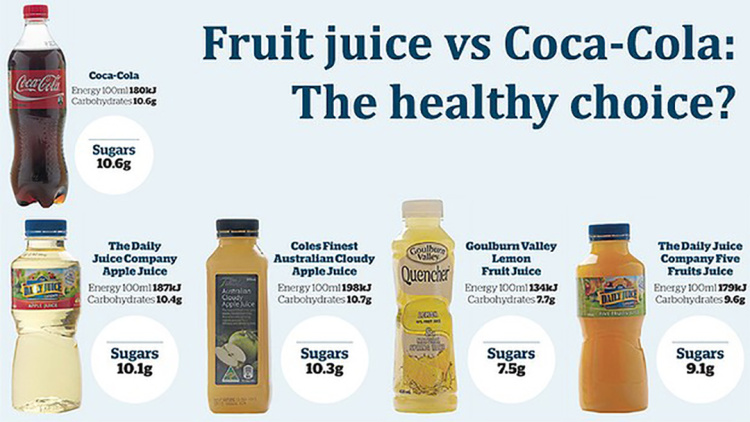 Fruit juice vs Coca-Cola:
The healthy choice?
Coca-Cola
Coca-Cola
Energy 100ml 180kJ
Carbohydrates 10.6g
Sugars
10.6g
DAILY JUICE
APPLE JUICE
The Daily
Juice Company
Apple Juice
Energy 100ml 187kJ
Carbohydrates 10.4g
Sugars
10.1g
Australian
Cloudy
Apple Juice
Coles Finest
Australian Cloudy
Apple Juice
Energy 100ml 198kJ
Carbohydrates 10.7g
Sugars
10.3g
Goulburn
Valley
Quencher
LEMON
Goulburn Valley
Lemon
Fruit Juice
Energy 100ml 134kJ
Carbohydrates 7.7g
Sugars
7.5g
DAILY JUICE
The Daily Juice
Company Five
Fruits Juice
Energy 100ml 179kJ
Carbohydrates 9.6g
Sugars
9.1g